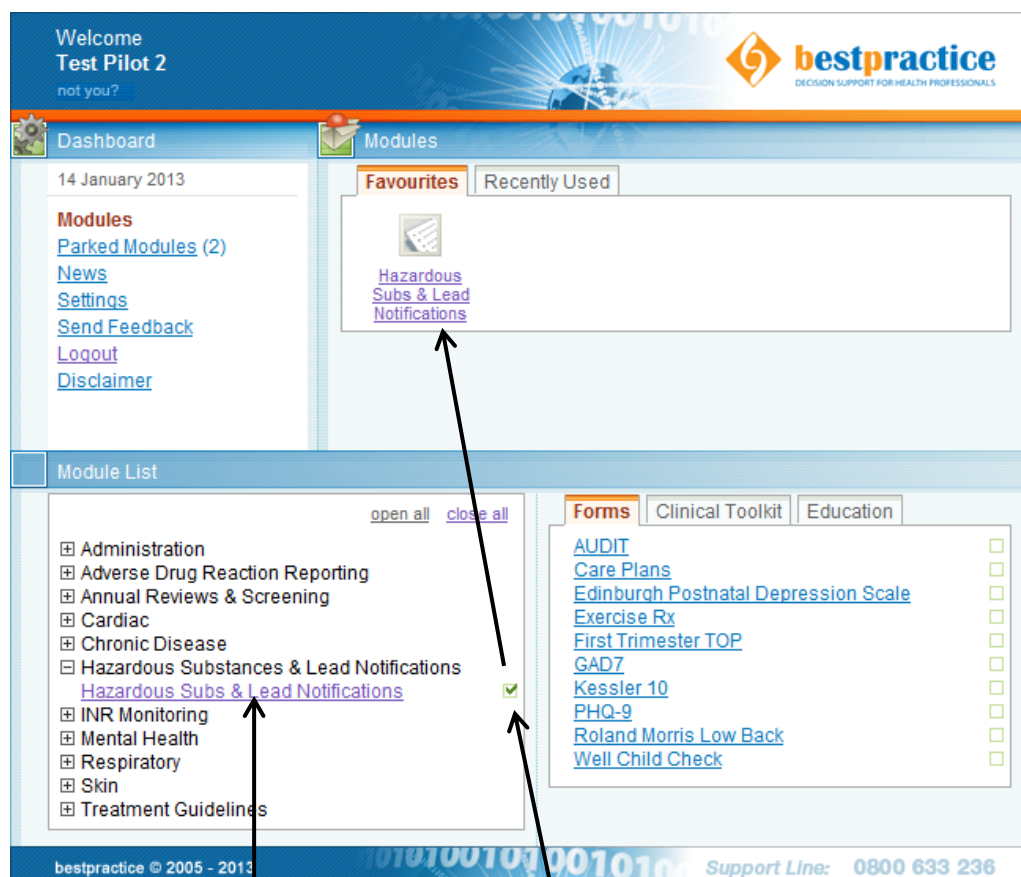 Welcome
Test Pilot 2
not you?
bestpractice
DECISION SUPPORT FOR HEALTH PROFESSIONALS
Dashboard
14 January 2013
Modules
Parked Modules (2)
News
Settings
Send Feedback
Logout
Disclaimer
Modules
Favourites Recently Used
Hazardous
Subs & Lead
Notifications
Module List
open all close all
Administration
Adverse Drug Reaction Reporting
Annual Reviews & Screening
Cardiac
Chronic Disease
Hazardous Substances & Lead Notifications
Hazardous Subs & Lead Notifications
INR Monitoring
Mental Health
Respiratory
Skin
Treatment Guidelines
Forms Clinical Toolkit Education
AUDIT
Care Plans
Edinburgh Postnatal Depression Scale
Exercise Rx
First Trimester TOP
GAD7
Kessler 10
PHQ-9
Roland Morris Low Back
Well Child Check
bestpractice © 2005 - 2013
Support Line: 0800 633 236